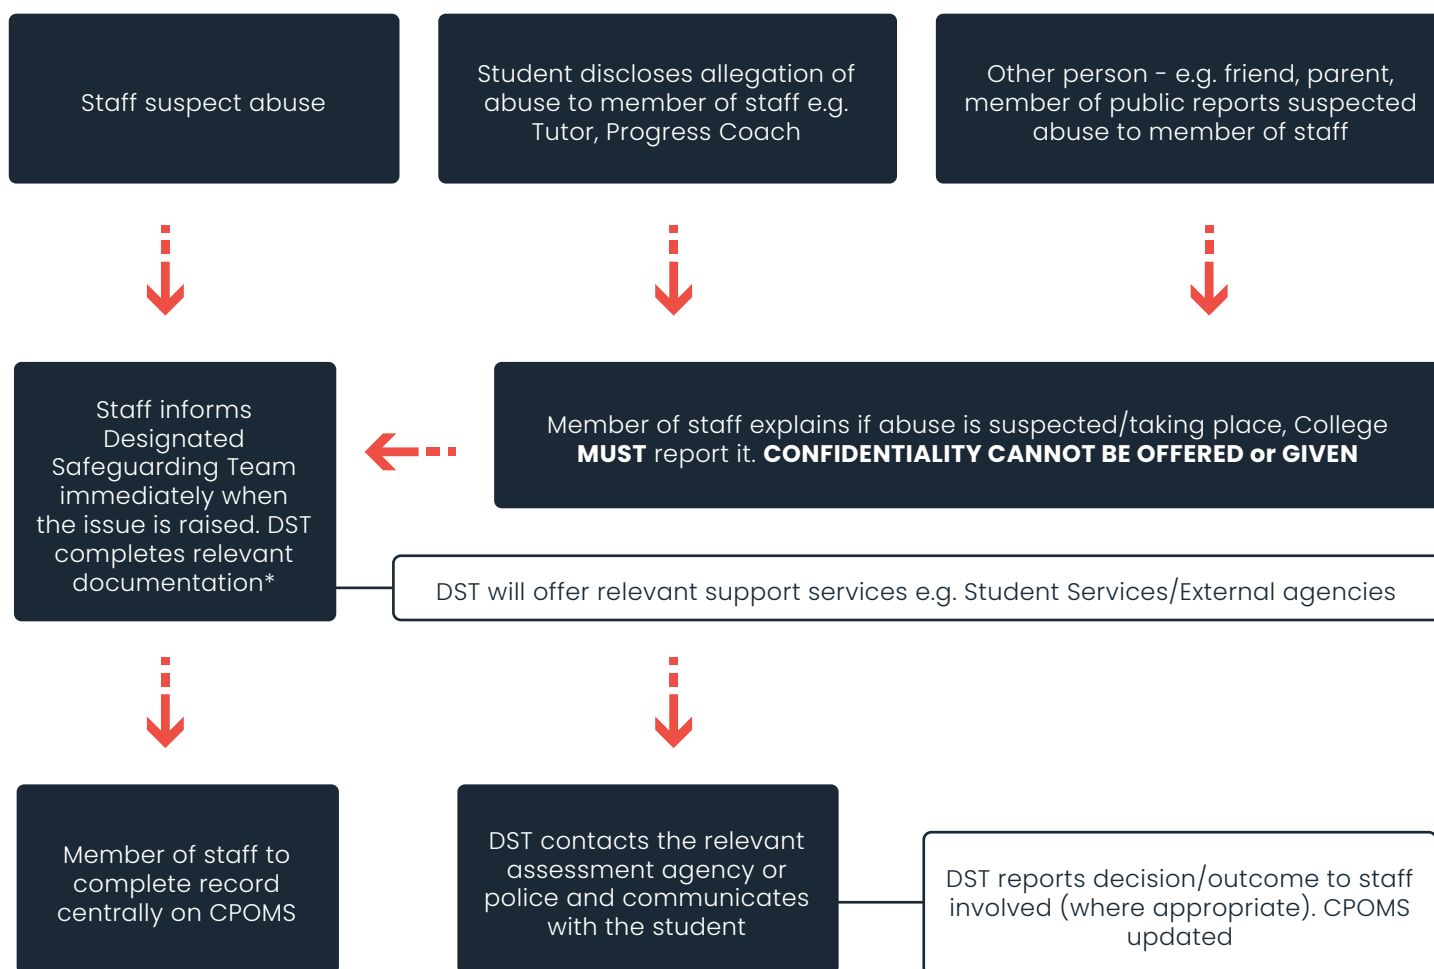 Staff suspect abuse
Student discloses allegation of
abuse to member of staff e.g.
Tutor, Progress Coach
Other person - e.g. friend, parent,
member of public reports suspected
abuse to member of staff
Staff informs
Designated
Safeguarding Team
immediately when
the issue is raised. DST
completes relevant
documentation*
Member of staff explains if abuse is suspected/taking place, College
MUST report it. CONFIDENTIALITY CANNOT BE OFFERED or GIVEN
DST will offer relevant support services e.g. Student Services/External agencies
Member of staff to
complete record
centrally on CPOMS
DST contacts the relevant
assessment agency or
police and communicates
with the student
DST reports decision/outcome to staff
involved (where appropriate). CPOMS
updated